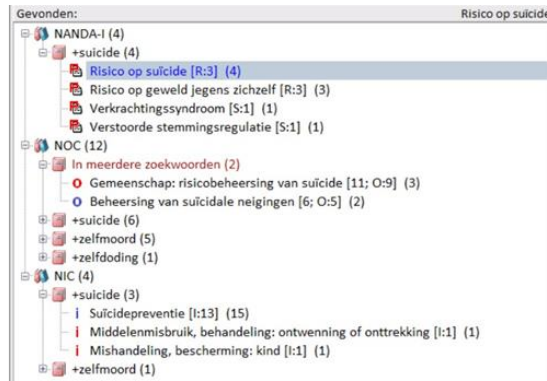 Gevonden: Risico op suïcide
NANDA-I (4)
+suicide (4)
Risico op suïcide [R:3] (4)
Risico op geweld jegens zichzelf [R:3] (3)
Verkrachtingssyndroom [S:1] (1)
Verstoorde stemmingsregulatie [S:1] (1)
NOC (12)
In meerdere zoekwoorden (2)
O Gemeenschap: risicobeheersing van suïcide [11; O:9] (3)
O Beheersing van suïcidale neigingen [6; O:5] (2)
+suicide (6)
+zelfmoord (5)
+zelfdoding (1)
NIC (4)
+suicide (3)
i Suïcidepreventie [I:13] (15)
i Middelenmisbruik, behandeling: ontwenning of onttrekking [I:1] (1)
i Mishandeling, bescherming: kind [I:1] (1)
+zelfmoord (1)